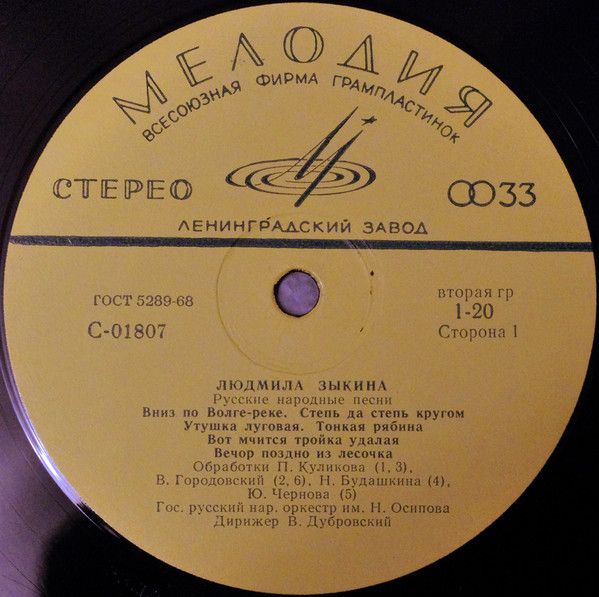 МЕЛОДИЯ
ВСЕСОЮЗНАЯ ФИРМА ГРАМПЛАСТИНОК
СТЕРЕО
33
ЛЕНИНГРАДСКИЙ ЗАВОД
ГОСТ 5289-68
С-01807
вторая гр
1-20
Сторона 1
ЛЮДМИЛА ЗЫКИНА
Русские народные песни
Вниз по Волге-реке. Степь да степь кругом
Утушка луговая. Тонкая рябина
Вот мчится тройка удалая
Вечор поздно из лесочка
Обработки П. Куликова (1, 3),
В. Городовский (2, 6), Н. Будашкина (4),
Ю. Чернова (5)
Гос. русский нар. оркестр им. Н. Осипова
Дирижер В. Дубровский